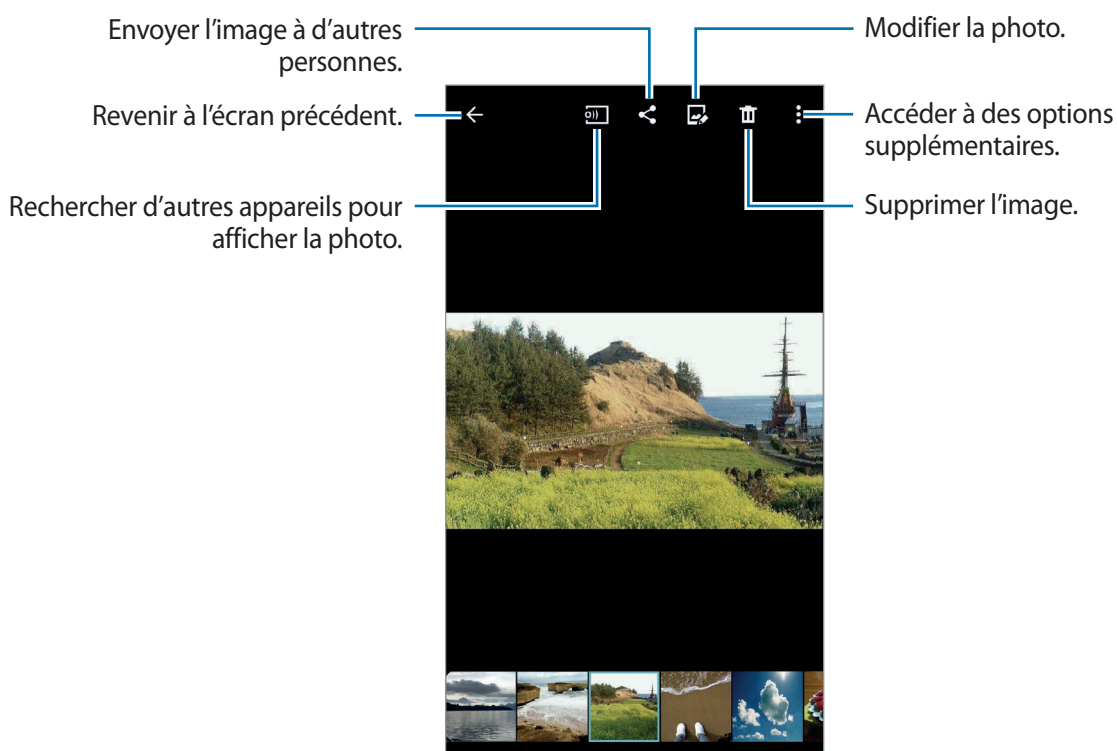 Envoyer l’image à d’autres
personnes.
Modifier la photo.
Revenir à l’écran précédent.
Accéder à des options
supplémentaires.
Rechercher d’autres appareils pour
afficher la photo.
Supprimer l’image.